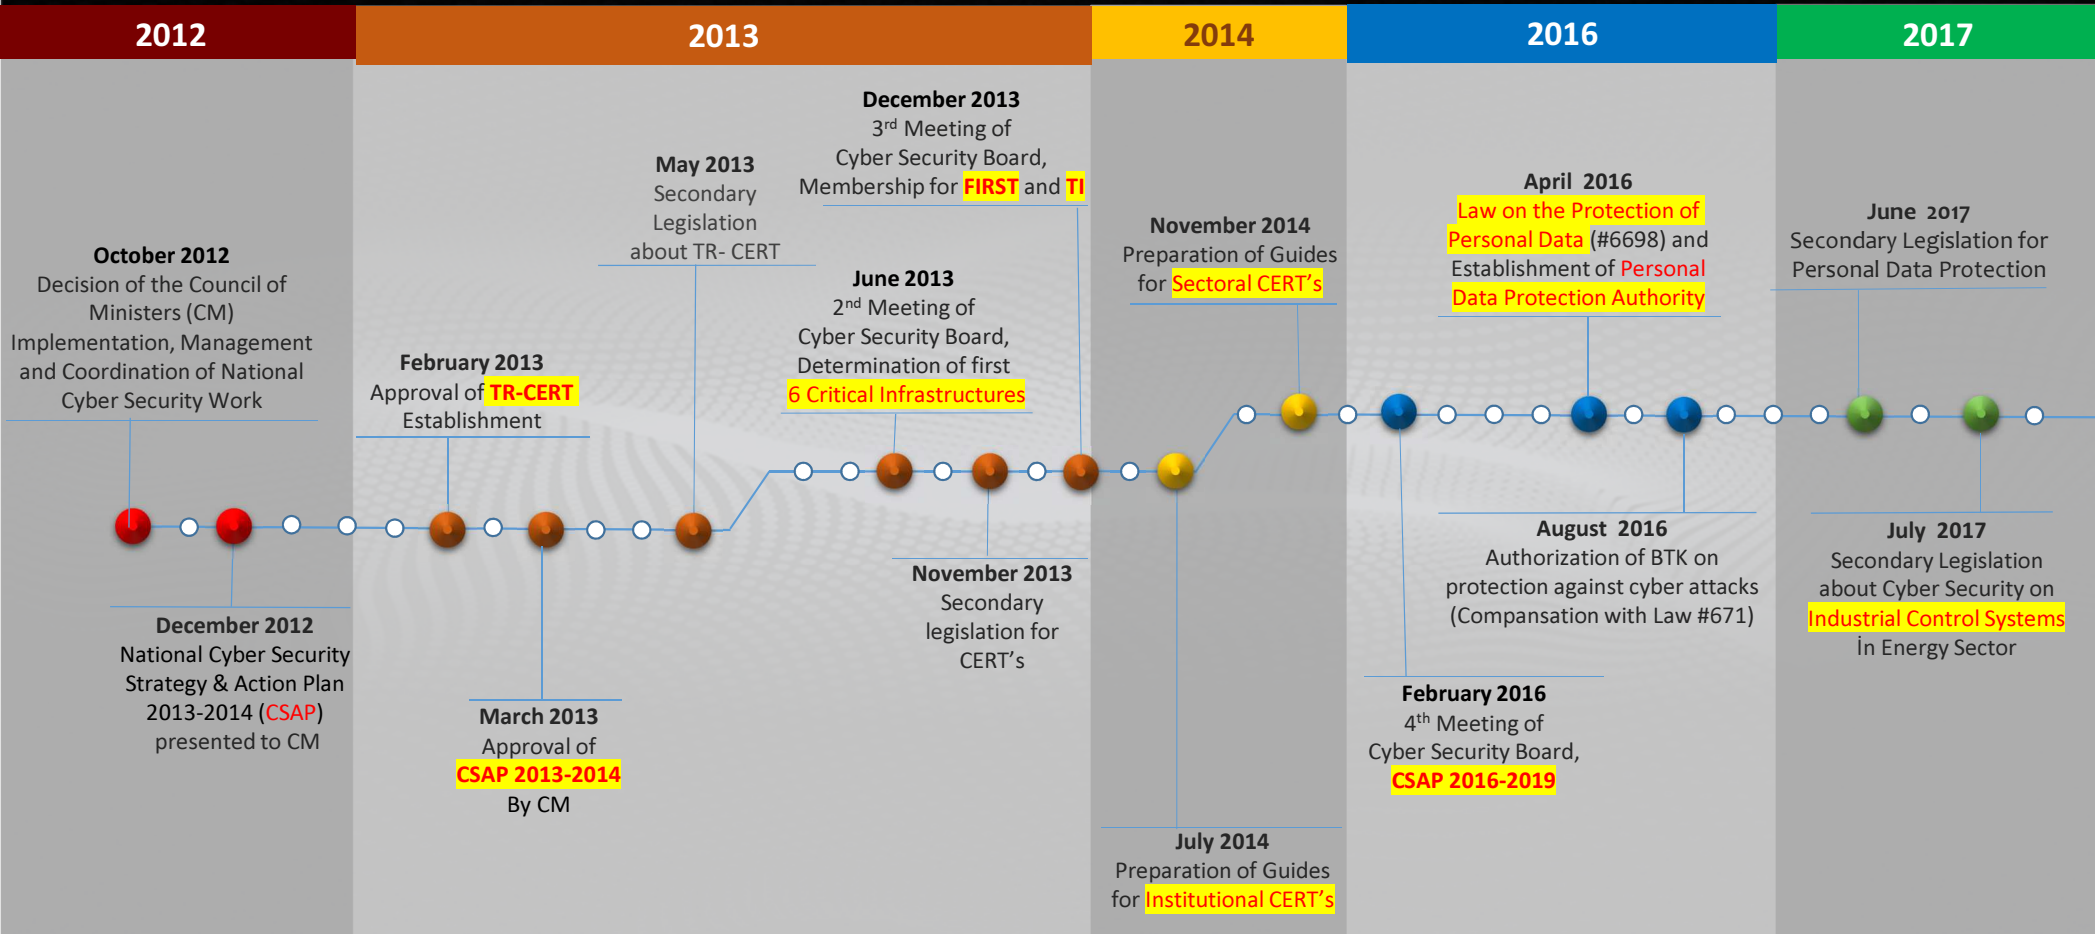 2012
2013
2014
2016
2017
October 2012
Decision of the Council of
Ministers (CM)
Implementation, Management
and Coordination of National
Cyber Security Work
December 2012
National Cyber Security
Strategy & Action Plan
2013-2014 (CSAP)
presented to CM
February 2013
Approval of TR-CERT
Establishment
March 2013
Approval of
CSAP 2013-2014
By CM
May 2013
Secondary
Legislation
about TR- CERT
June 2013
2nd Meeting of
Cyber Security Board,
Determination of first
6 Critical Infrastructures
November 2013
Secondary
legislation for
CERT’s
December 2013
3rd Meeting of
Cyber Security Board,
Membership for FIRST and TI
July 2014
Preparation of Guides
for Institutional CERT’s
November 2014
Preparation of Guides
for Sectoral CERT’s
February 2016
4th Meeting of
Cyber Security Board,
CSAP 2016-2019
April 2016
Law on the Protection of
Personal Data (#6698) and
Establishment of Personal
Data Protection Authority
August 2016
Authorization of BTK on
protection against cyber attacks
(Compansation with Law #671)
June 2017
Secondary Legislation for
Personal Data Protection
July 2017
Secondary Legislation
about Cyber Security on
Industrial Control Systems
İn Energy Sector